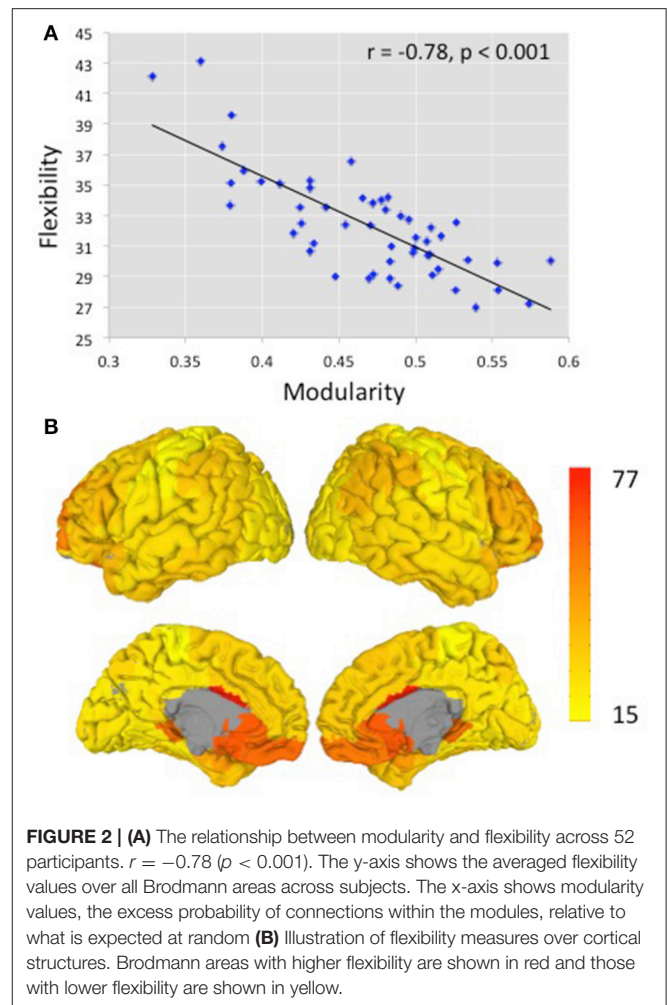 A
r = -0.78, p < 0.001
45
43
41
39
37
35
33
31
29
27
25
Flexibility
0.3 0.35 0.4 0.45 0.5 0.55 0.6
Modularity
B
77
15
FIGURE 2 | (A) The relationship between modularity and flexibility across 52
participants. r = −0.78 (p < 0.001). The y-axis shows the averaged flexibility
values over all Brodmann areas across subjects. The x-axis shows modularity
values, the excess probability of connections within the modules, relative to
what is expected at random (B) Illustration of flexibility measures over cortical
structures. Brodmann areas with higher flexibility are shown in red and those
with lower flexibility are shown in yellow.